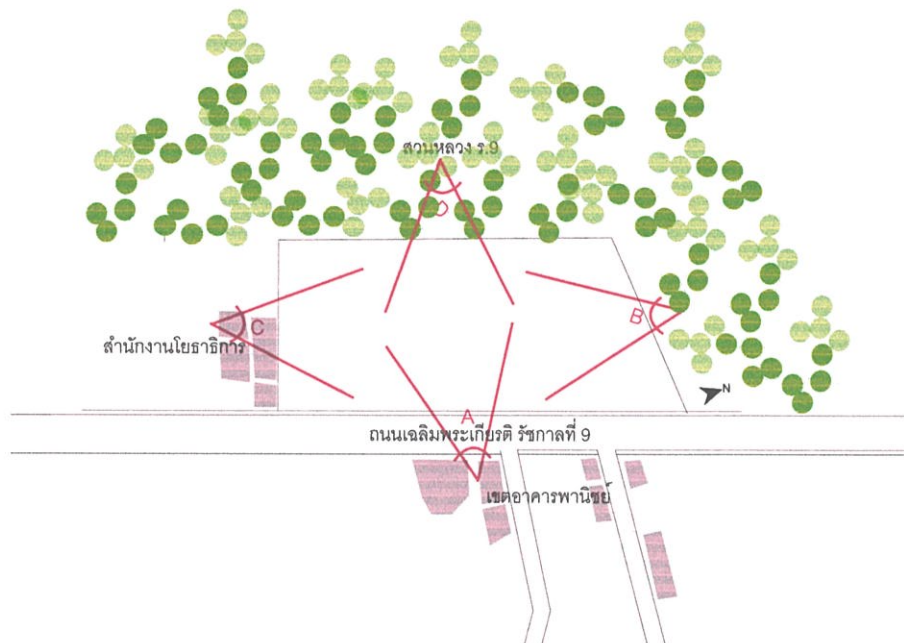 สวนหลวง ร.9
D
B
C
สำนักงานโยธาธิการ
N
A
ถนนเฉลิมพระเกียรติ รัชกาลที่ 9
เขตอาคารพานิชย์